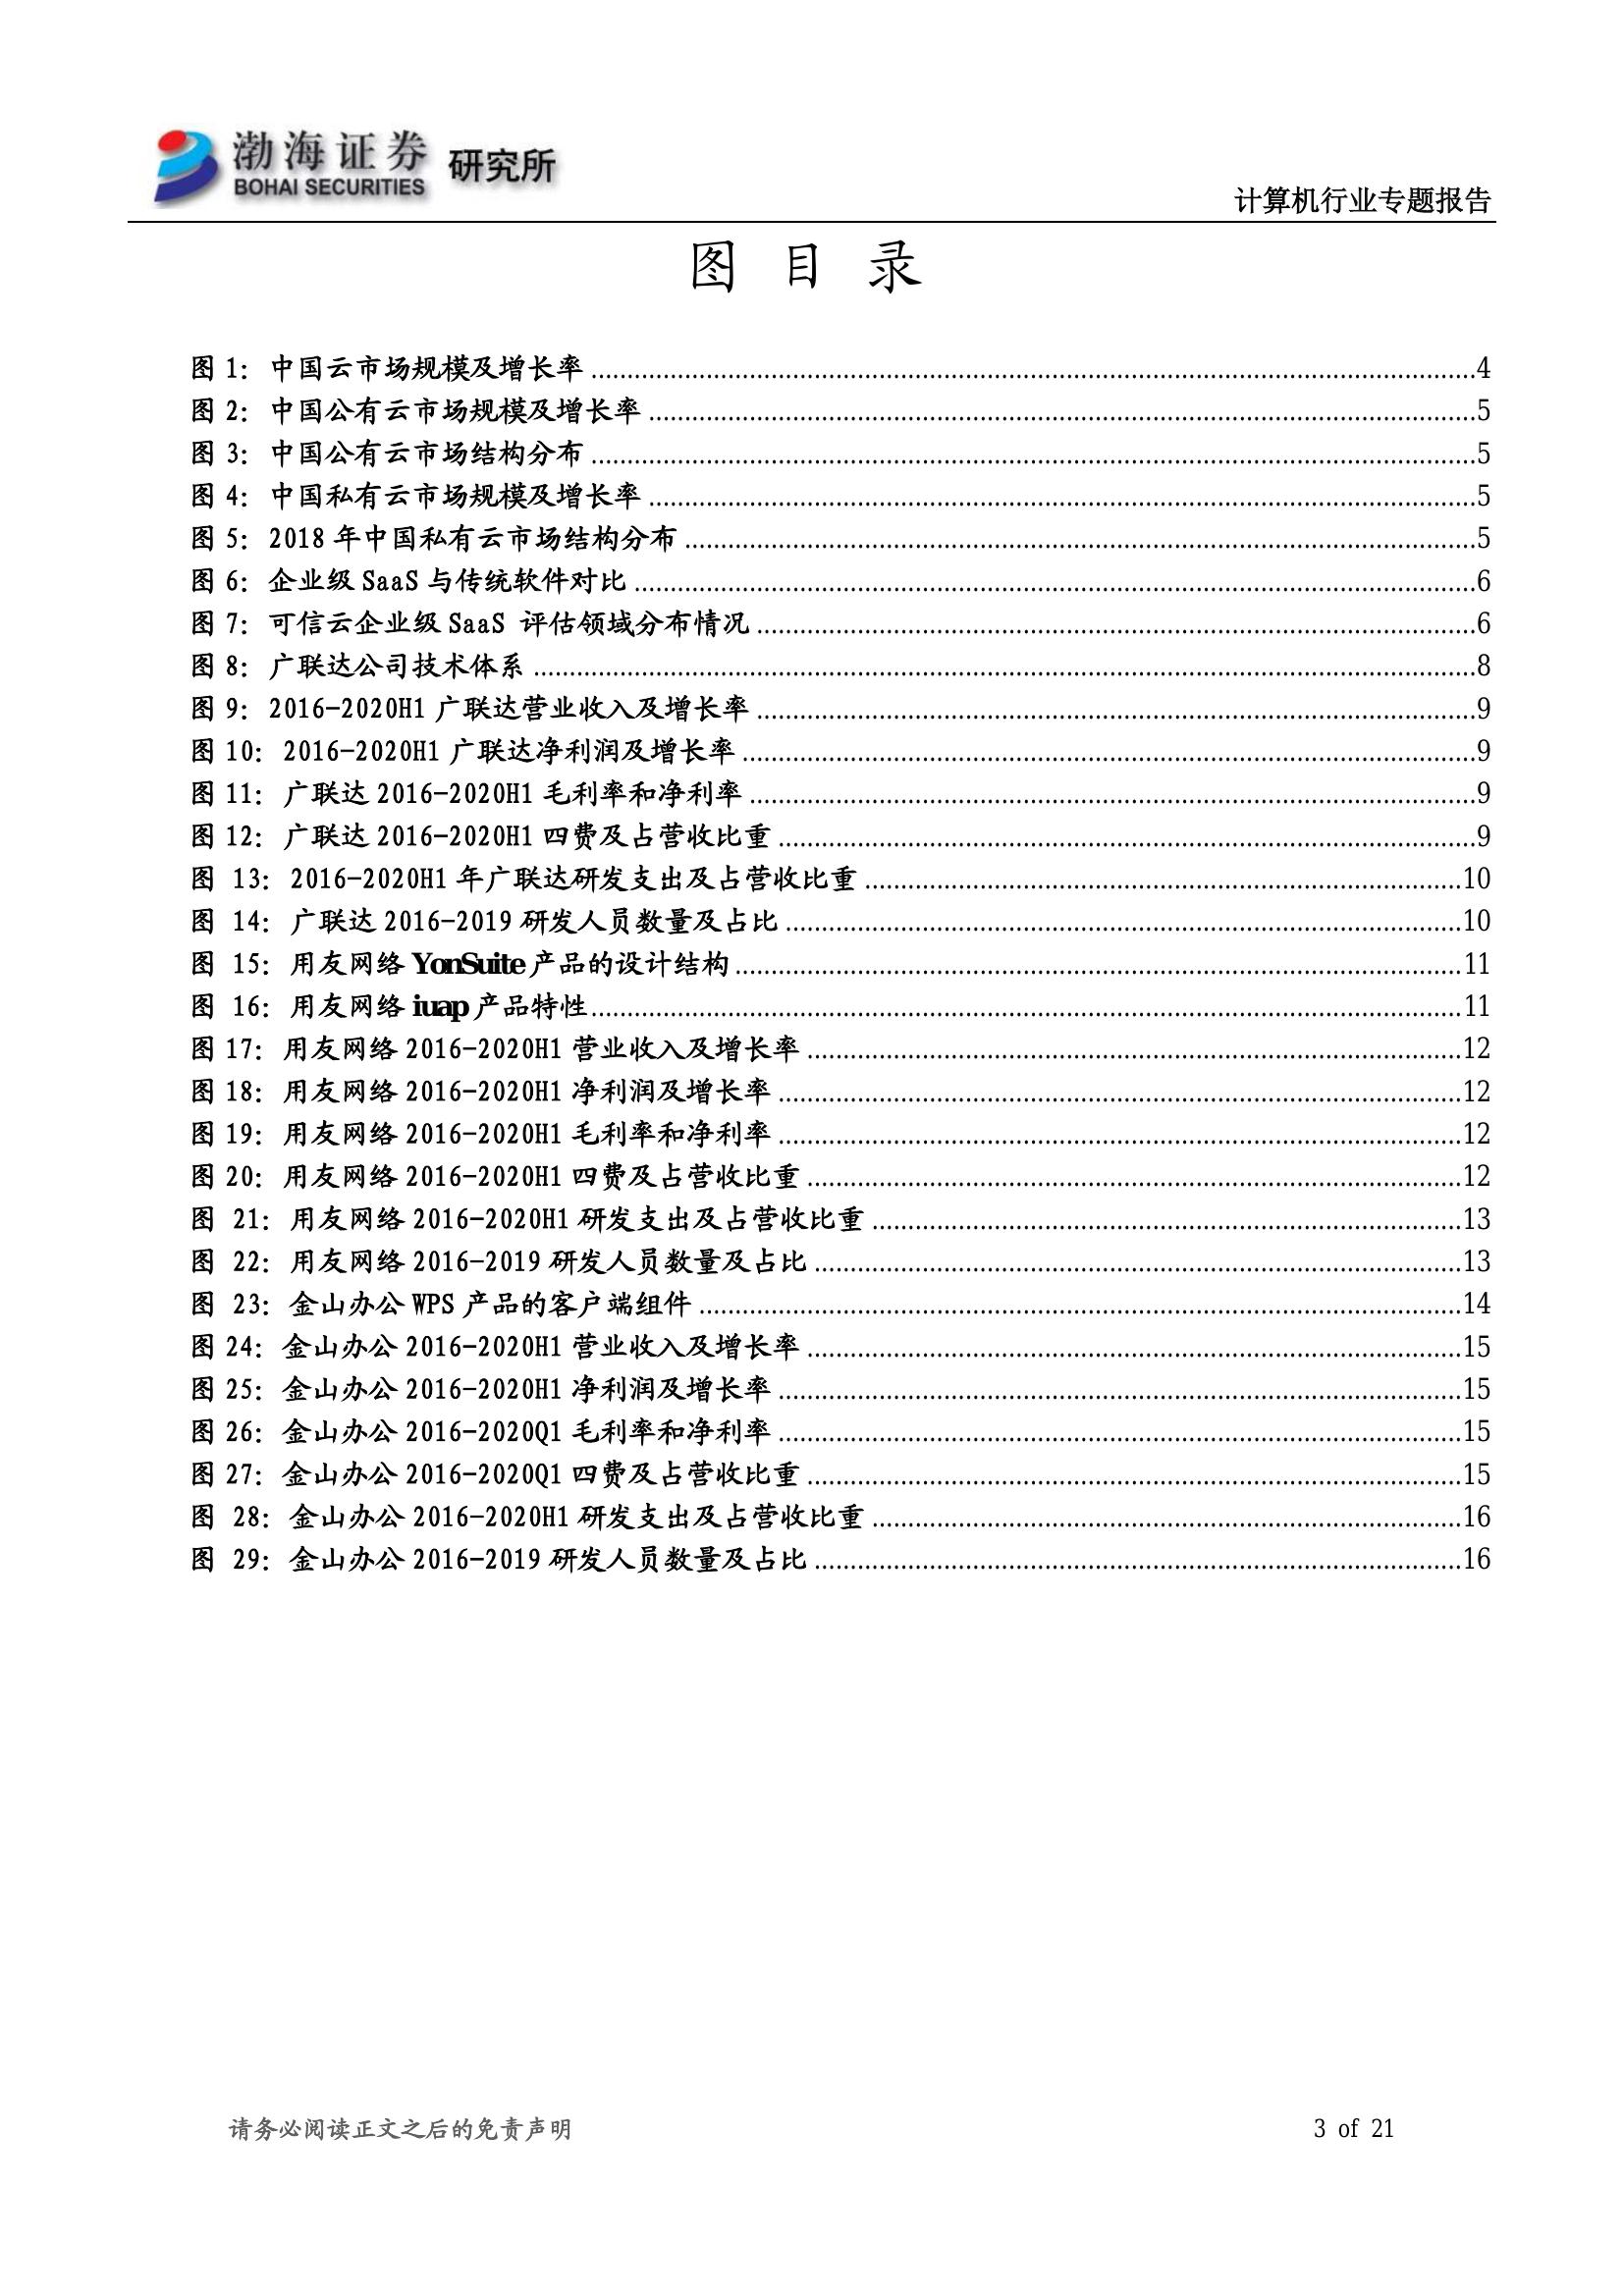 渤海证券 研究所
BOHAI SECURITIES
计算机行业专题报告
图 目 录
图 1：中国云市场规模及增长率 ........ 4
图 2：中国公有云市场规模及增长率 ........ 5
图 3：中国公有云市场结构分布 ........ 5
图 4：中国私有云市场规模及增长率 ........ 5
图 5：2018 年中国私有云市场结构分布 ........ 5
图 6：企业级 SaaS 与传统软件对比 ........ 6
图 7：可信云企业级 SaaS 评估领域分布情况 ........ 6
图 8：广联达公司技术体系 ........ 8
图 9：2016-2020H1 广联达营业收入及增长率 ........ 9
图 10：2016-2020H1 广联达净利润及增长率 ........ 9
图 11：广联达 2016-2020H1 毛利率和净利率 ........ 9
图 12：广联达 2016-2020H1 四费及占营收比重 ........ 9
图 13：2016-2020H1 年广联达研发支出及占营收比重 ........ 10
图 14：广联达 2016-2019 研发人员数量及占比 ........ 10
图 15：用友网络 YonSuite 产品的设计结构 ........ 11
图 16：用友网络 iuap 产品特性 ........ 11
图 17：用友网络 2016-2020H1 营业收入及增长率 ........ 12
图 18：用友网络 2016-2020H1 净利润及增长率 ........ 12
图 19：用友网络 2016-2020H1 毛利率和净利率 ........ 12
图 20：用友网络 2016-2020H1 四费及占营收比重 ........ 12
图 21：用友网络 2016-2020H1 研发支出及占营收比重 ........ 13
图 22：用友网络 2016-2019 研发人员数量及占比 ........ 13
图 23：金山办公 WPS 产品的客户端组件 ........ 14
图 24：金山办公 2016-2020H1 营业收入及增长率 ........ 15
图 25：金山办公 2016-2020H1 净利润及增长率 ........ 15
图 26：金山办公 2016-2020Q1 毛利率和净利率 ........ 15
图 27：金山办公 2016-2020Q1 四费及占营收比重 ........ 15
图 28：金山办公 2016-2020H1 研发支出及占营收比重 ........ 16
图 29：金山办公 2016-2019 研发人员数量及占比 ........ 16
请务必阅读正文之后的免责声明
3 of 21